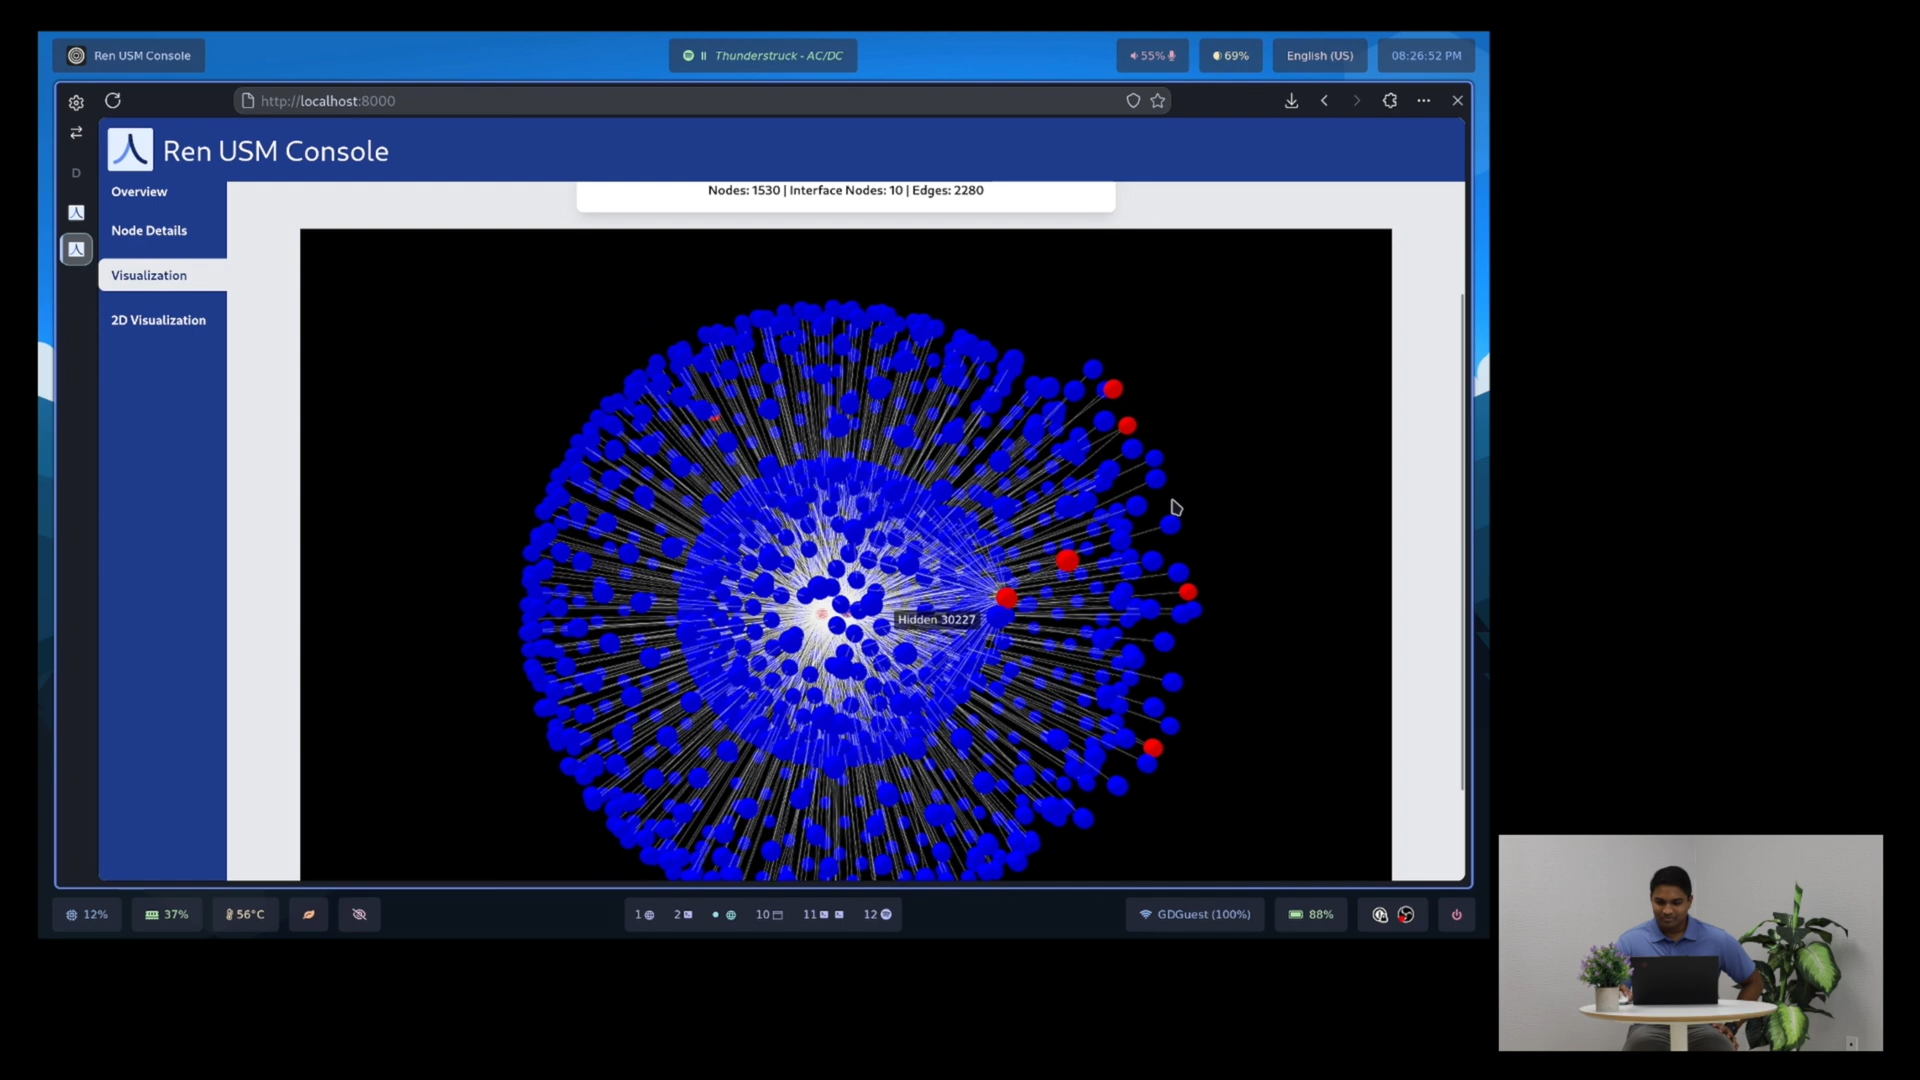 Ren USM Console
Thunderstruck - AC/DC
55%
69%
English (US)
08:26:52 PM
http://localhost:8000
人 Ren USM Console
D
Overview
Node Details
Visualization
2D Visualization
Nodes: 1530 | Interface Nodes: 10 | Edges: 2280
Hidden 30227
12%
37%
56°C
1
2
10
11
12
GDGuest (100%)
88%